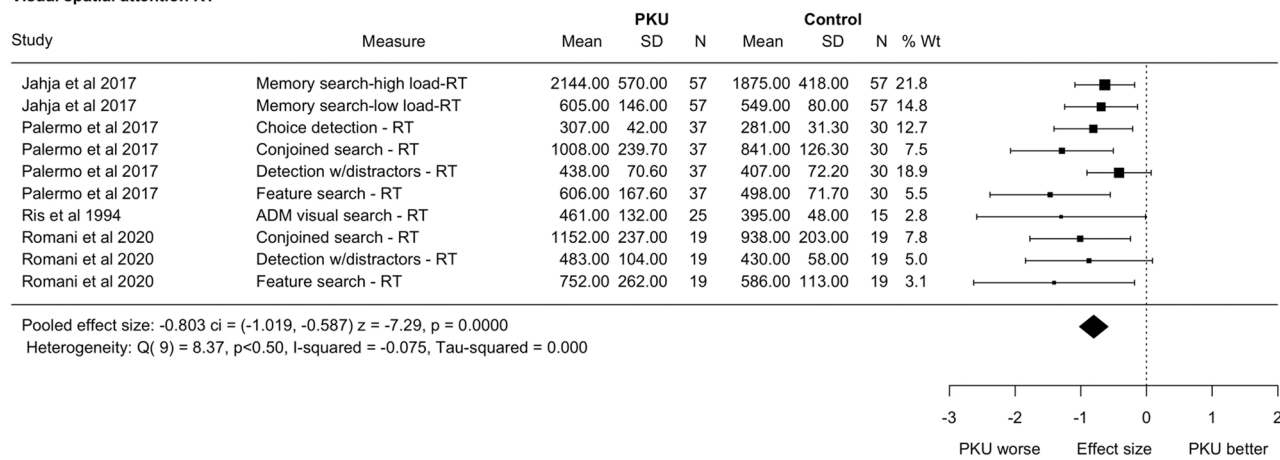 Visual spatial attention RT
PKU Control
Study Measure Mean SD N Mean SD N % Wt
Jahja et al 2017 Memory search-high load-RT 2144.00 570.00 57 1875.00 418.00 57 21.8
Jahja et al 2017 Memory search-low load-RT 605.00 146.00 57 549.00 80.00 57 14.8
Palermo et al 2017 Choice detection - RT 307.00 42.00 37 281.00 31.30 30 12.7
Palermo et al 2017 Conjoined search - RT 1008.00 239.70 37 841.00 126.30 30 7.5
Palermo et al 2017 Detection w/distractors - RT 438.00 70.60 37 407.00 72.20 30 18.9
Palermo et al 2017 Feature search - RT 606.00 167.60 37 498.00 71.70 30 5.5
Ris et al 1994 ADM visual search - RT 461.00 132.00 25 395.00 48.00 15 2.8
Romani et al 2020 Conjoined search - RT 1152.00 237.00 19 938.00 203.00 19 7.8
Romani et al 2020 Detection w/distractors - RT 483.00 104.00 19 430.00 58.00 19 5.0
Romani et al 2020 Feature search - RT 752.00 262.00 19 586.00 113.00 19 3.1
Pooled effect size: -0.803 ci = (-1.019, -0.587) z = -7.29, p = 0.0000
Heterogeneity: Q( 9) = 8.37, p<0.50, I-squared = -0.075, Tau-squared = 0.000
-3 -2 -1 0 1 2
PKU worse Effect size PKU better